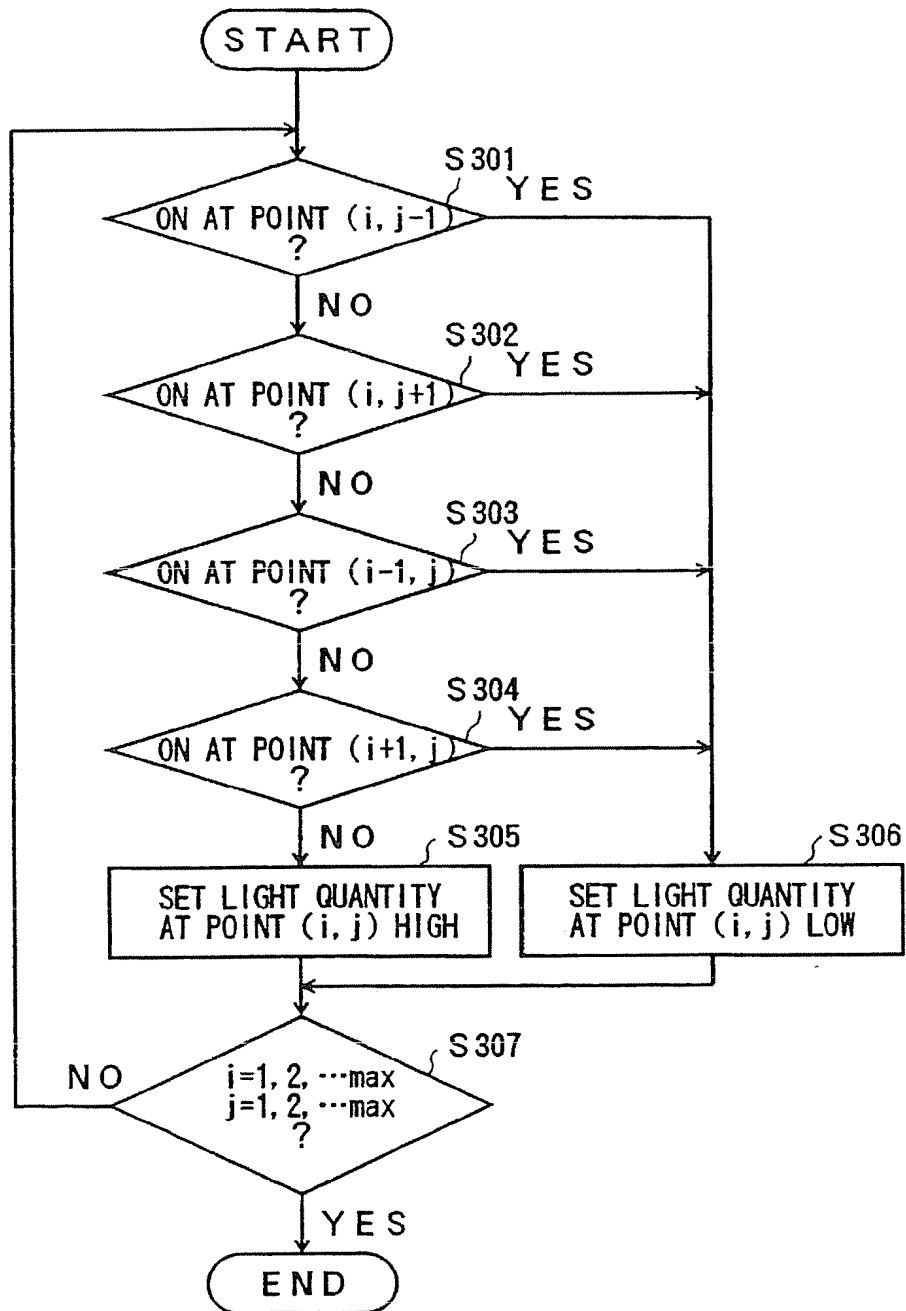 START
S301
YES
ON AT POINT (i, j-1)
?
NO
S302
YES
ON AT POINT (i, j+1)
?
NO
S303
YES
ON AT POINT (i-1, j)
?
NO
S304
YES
ON AT POINT (i+1, j)
?
NO
S305
S306
SET LIGHT QUANTITY
AT POINT (i, j) HIGH
SET LIGHT QUANTITY
AT POINT (i, j) LOW
S307
NO
i=1, 2, ···max
j=1, 2, ···max
?
YES
END